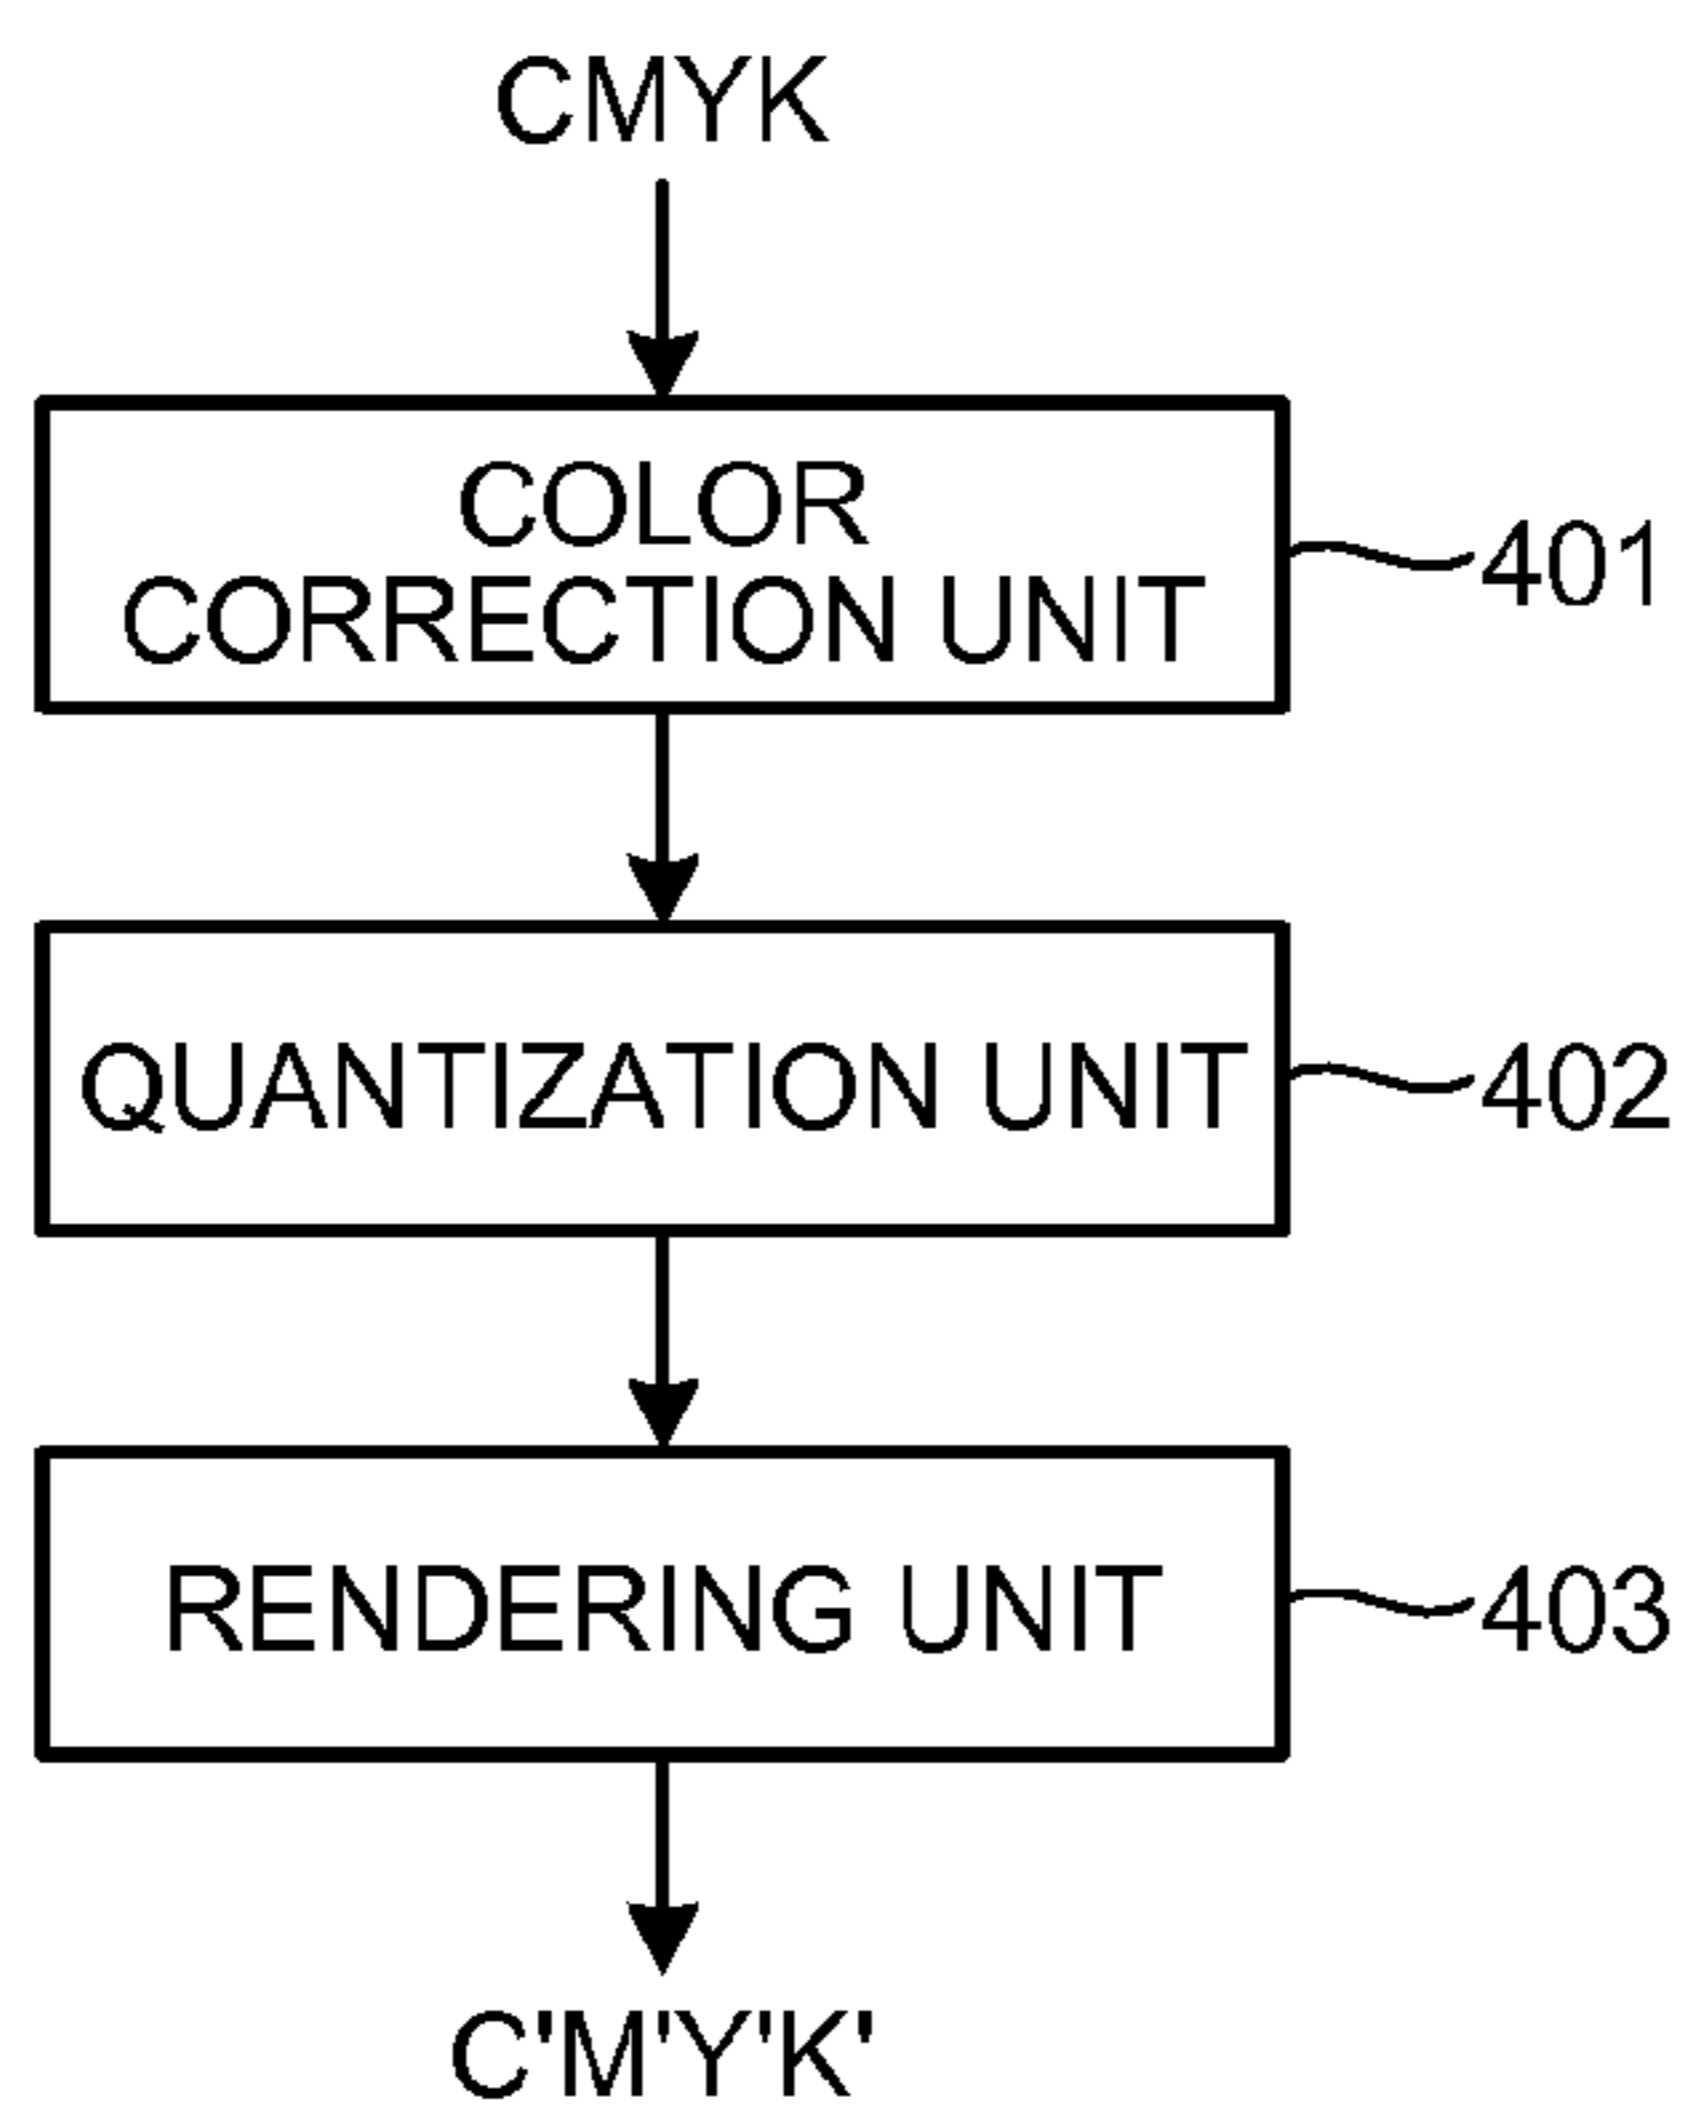 CMYK
COLOR
CORRECTION UNIT
401
QUANTIZATION UNIT
402
RENDERING UNIT
403
C'M'Y'K'